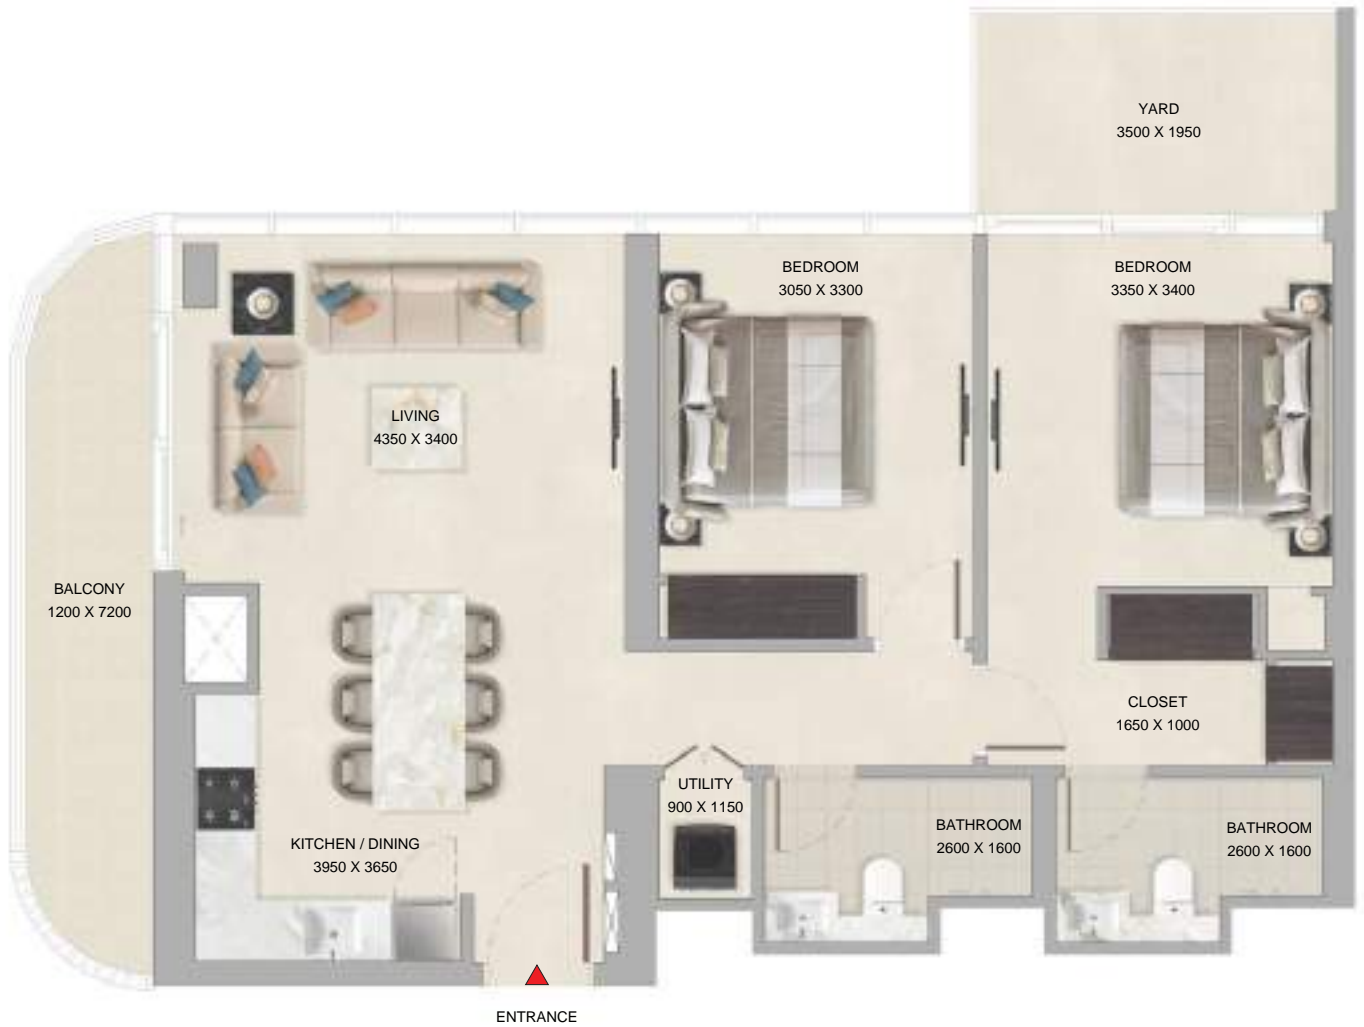 YARD
3500 X 1950
BEDROOM
3050 X 3300
BEDROOM
3350 X 3400
LIVING
4350 X 3400
BALCONY
1200 X 7200
CLOSET
1650 X 1000
UTILITY
900 X 1150
KITCHEN / DINING
3950 X 3650
BATHROOM
2600 X 1600
BATHROOM
2600 X 1600
ENTRANCE